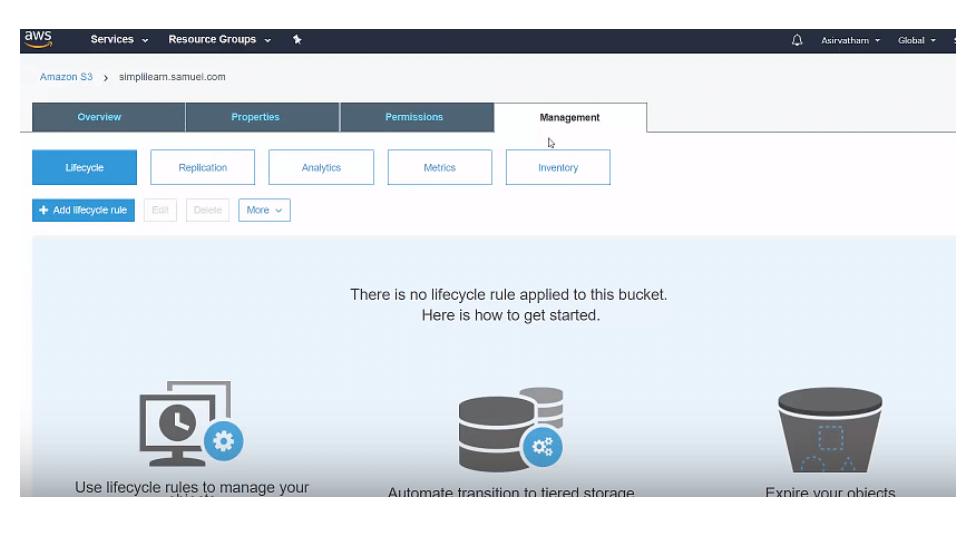 aws Services Resource Groups Asirvatham Global
Amazon S3 > simplilearn.samuel.com
Overview Properties Permissions Management
Lifecycle Replication Analytics Metrics Inventory
+ Add lifecycle rule Edit Delete More
There is no lifecycle rule applied to this bucket.
Here is how to get started.
Use lifecycle rules to manage your
objects
Automate transition to tiered storage
Expire your objects